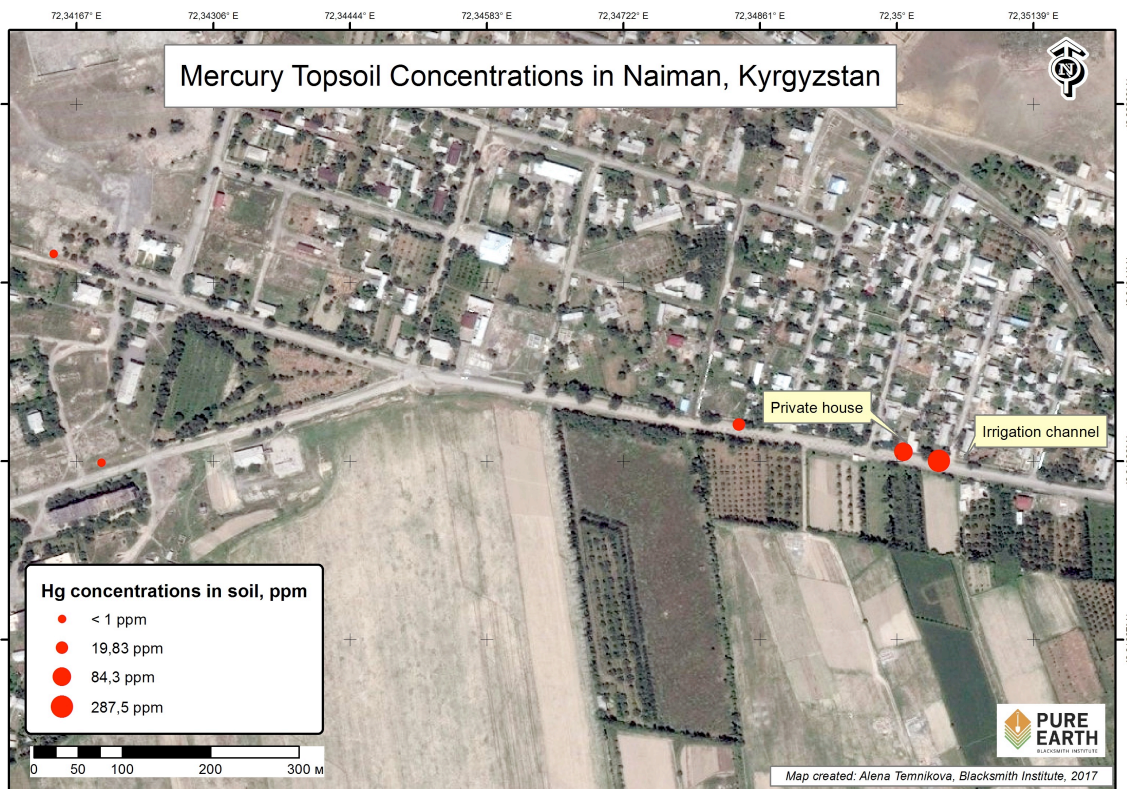 72,34167° E 72,34306° E 72,34444° E 72,34583° E 72,34722° E 72,34861° E 72,35° E 72,35139° E
Mercury Topsoil Concentrations in Naiman, Kyrgyzstan
N
Private house
Irrigation channel
Hg concentrations in soil, ppm
< 1 ppm
19,83 ppm
84,3 ppm
287,5 ppm
0 50 100 200 300 м
PURE
EARTH
BLACKSMITH INSTITUTE
Map created: Alena Temnikova, Blacksmith Institute, 2017